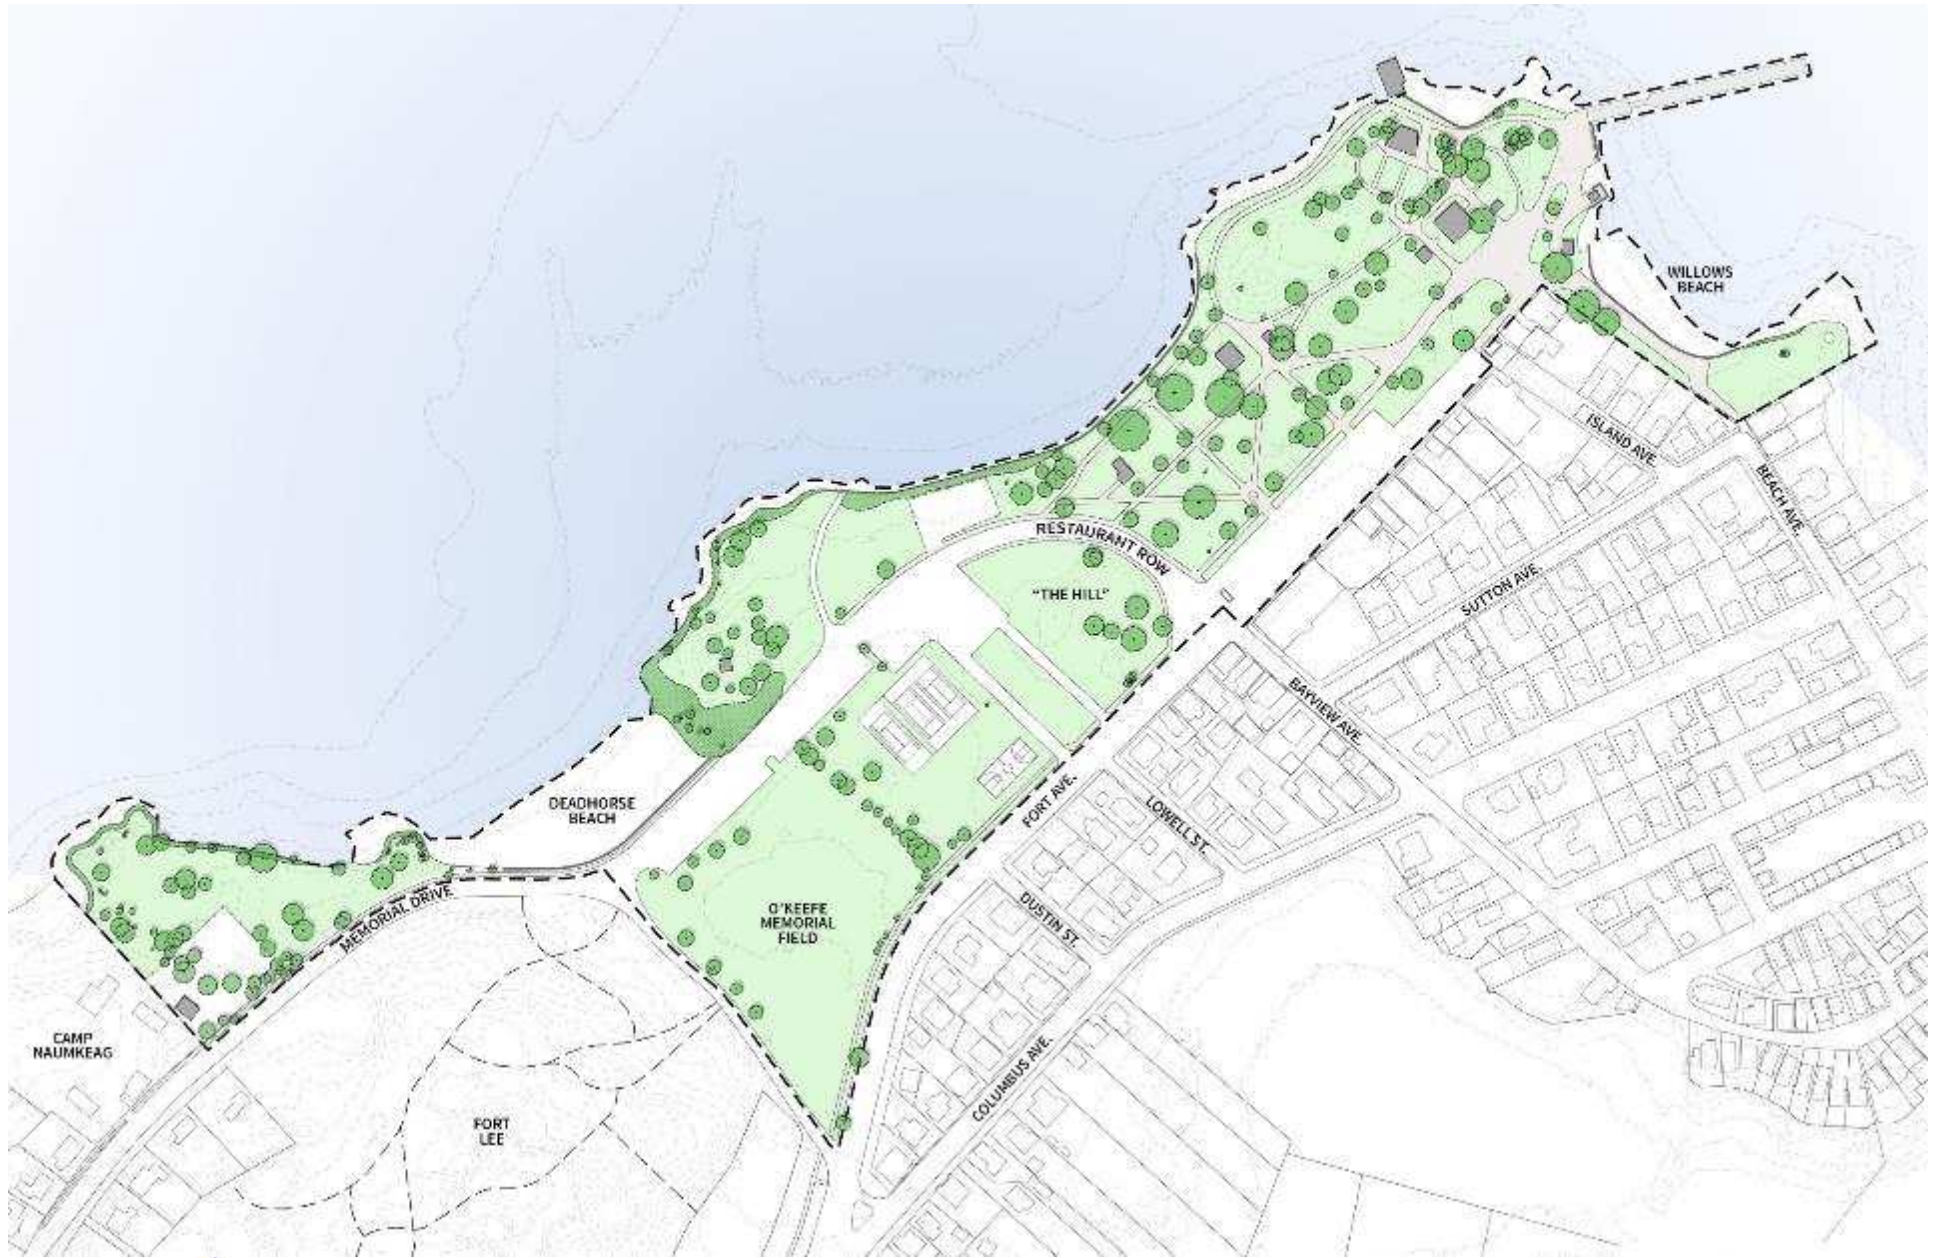 WILLOWS
BEACH
ISLAND AVE.
BEACH AVE.
RESTAURANT ROW
"THE HILL"
SUTTON AVE.
BAYVIEW AVE.
DEADHORSE
BEACH
FORT AVE.
LOWELL ST.
MEMORIAL DRIVE
O'KEEFE
MEMORIAL
FIELD
DUSTIN ST.
CAMP
NAUMKEAG
COLUMBUS AVE.
FORT
LEE